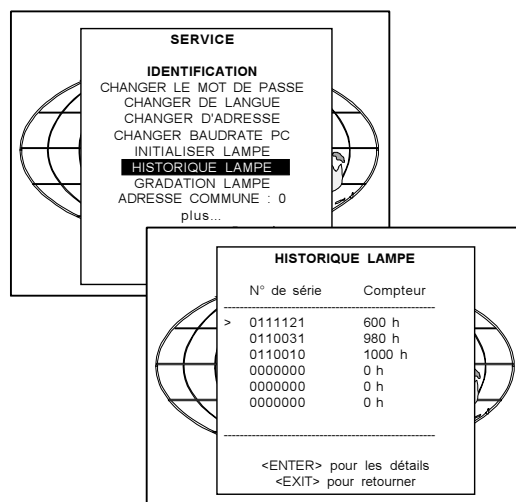 SERVICE
IDENTIFICATION
CHANGER LE MOT DE PASSE
CHANGER DE LANGUE
CHANGER D'ADRESSE
CHANGER BAUDRATE PC
INITIALISER LAMPE
HISTORIQUE LAMPE
GRADATION LAMPE
ADRESSE COMMUNE : 0
plus...
HISTORIQUE LAMPE
N° de série Compteur
> 0111121 600 h
0110031 980 h
0110010 1000 h
0000000 0 h
0000000 0 h
0000000 0 h
<ENTER> pour les détails
<EXIT> pour retourner